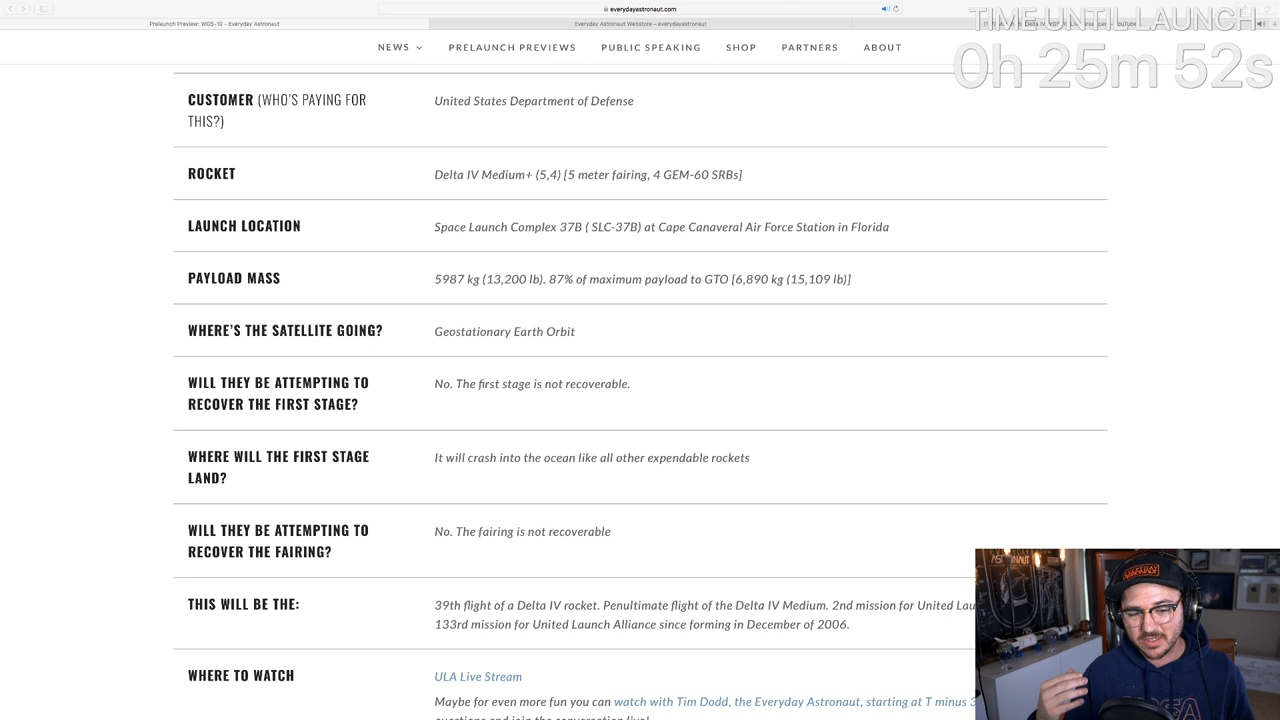 everydayastronaut.com
Prelaunch Preview: WGS-10 - Everyday Astronaut
Everyday Astronaut Webstore – everydayastronaut
TIME UNTIL LAUNCH
0h 25m 52s
NEWS
PRELAUNCH PREVIEWS
PUBLIC SPEAKING
SHOP
PARTNERS
ABOUT
CUSTOMER (WHO'S PAYING FOR
THIS?)
United States Department of Defense
ROCKET
Delta IV Medium+ (5,4) [5 meter fairing, 4 GEM-60 SRBs]
LAUNCH LOCATION
Space Launch Complex 37B ( SLC-37B) at Cape Canaveral Air Force Station in Florida
PAYLOAD MASS
5987 kg (13,200 lb). 87% of maximum payload to GTO [6,890 kg (15,109 lb)]
WHERE'S THE SATELLITE GOING?
Geostationary Earth Orbit
WILL THEY BE ATTEMPTING TO
RECOVER THE FIRST STAGE?
No. The first stage is not recoverable.
WHERE WILL THE FIRST STAGE
LAND?
It will crash into the ocean like all other expendable rockets
WILL THEY BE ATTEMPTING TO
RECOVER THE FAIRING?
No. The fairing is not recoverable
THIS WILL BE THE:
39th flight of a Delta IV rocket. Penultimate flight of the Delta IV Medium. 2nd mission for United Lau
133rd mission for United Launch Alliance since forming in December of 2006.
WHERE TO WATCH
ULA Live Stream
Maybe for even more fun you can watch with Tim Dodd, the Everyday Astronaut, starting at T minus 3
questions and join the conversation live!